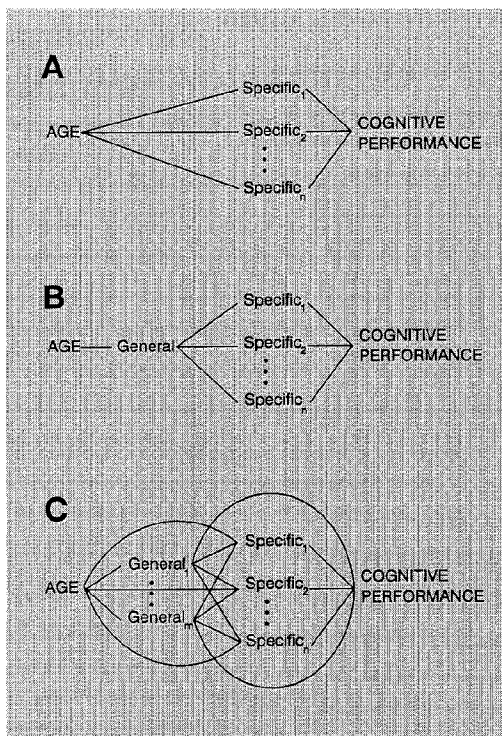 A
Specific₁
AGE
Specific₂
COGNITIVE
PERFORMANCE
Specificₙ
B
Specific₁
AGE
General
Specific₂
COGNITIVE
PERFORMANCE
Specificₙ
C
Specific₁
General₁
AGE
Specific₂
COGNITIVE
PERFORMANCE
Generalₘ
Specificₙ